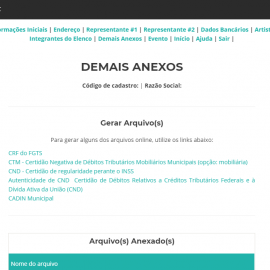 ormações Iniciais | Endereço | Representante #1 | Representante #2 | Dados Bancários | Artis
Integrantes do Elenco | Demais Anexos | Evento | Início | Ajuda | Sair |
DEMAIS ANEXOS
Código de cadastro: | Razão Social:
Gerar Arquivo(s)
Para gerar alguns dos arquivos online, utilize os links abaixo:
CRF do FGTS
CTM - Certidão Negativa de Débitos Tributários Mobiliários Municipais (opção: mobiliária)
CND - Certidão de regularidade perante o INSS
Autenticidade de CND Certidão de Débitos Relativos a Créditos Tributários Federais e à
Dívida Ativa da União (CND)
CADIN Municipal
Arquivo(s) Anexado(s)
Nome do arquivo: